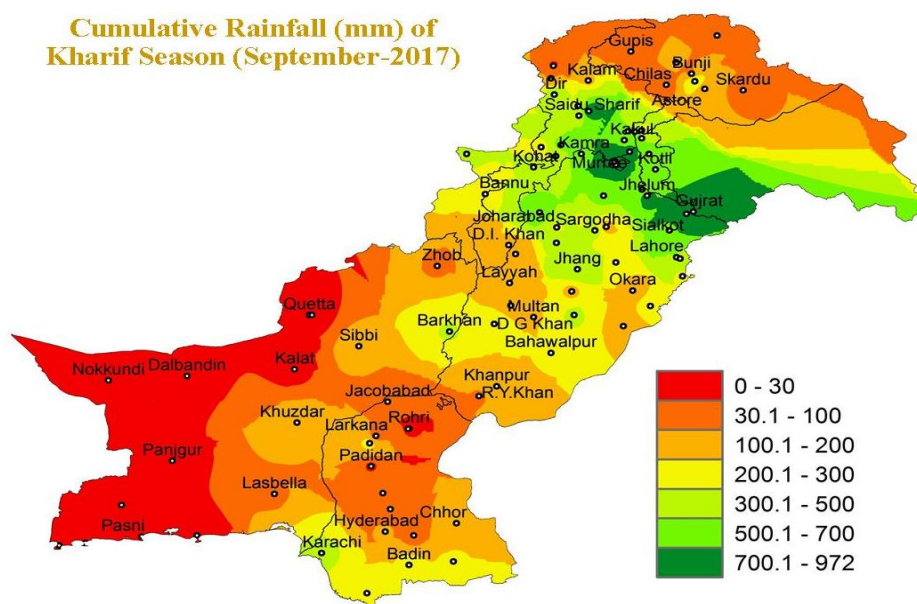 Cumulative Rainfall (mm) of
Kharif Season (September-2017)
Gupis
Bunji
Kalam
Chilas
Skardu
Dir
Astore
Saidu Sharif
Kamra
Kohat
Murree
Kotli
Bannu
Jhelum
Gujrat
Joharabad
Sargodha
Sialkot
D.I. Khan
Lahore
Zhob
Jhang
Layyah
Okara
Quetta
Multan
Barkhan
D G Khan
Sibbi
Bahawalpur
Kalat
Nokkundi
Dalbandin
Khanpur
Jacobabad
R.Y.Khan
Khuzdar
Rohri
Larkana
Panjgur
Padidan
Lasbella
Pasni
Hyderabad
Chhor
Karachi
Badin
0 - 30
30.1 - 100
100.1 - 200
200.1 - 300
300.1 - 500
500.1 - 700
700.1 - 972